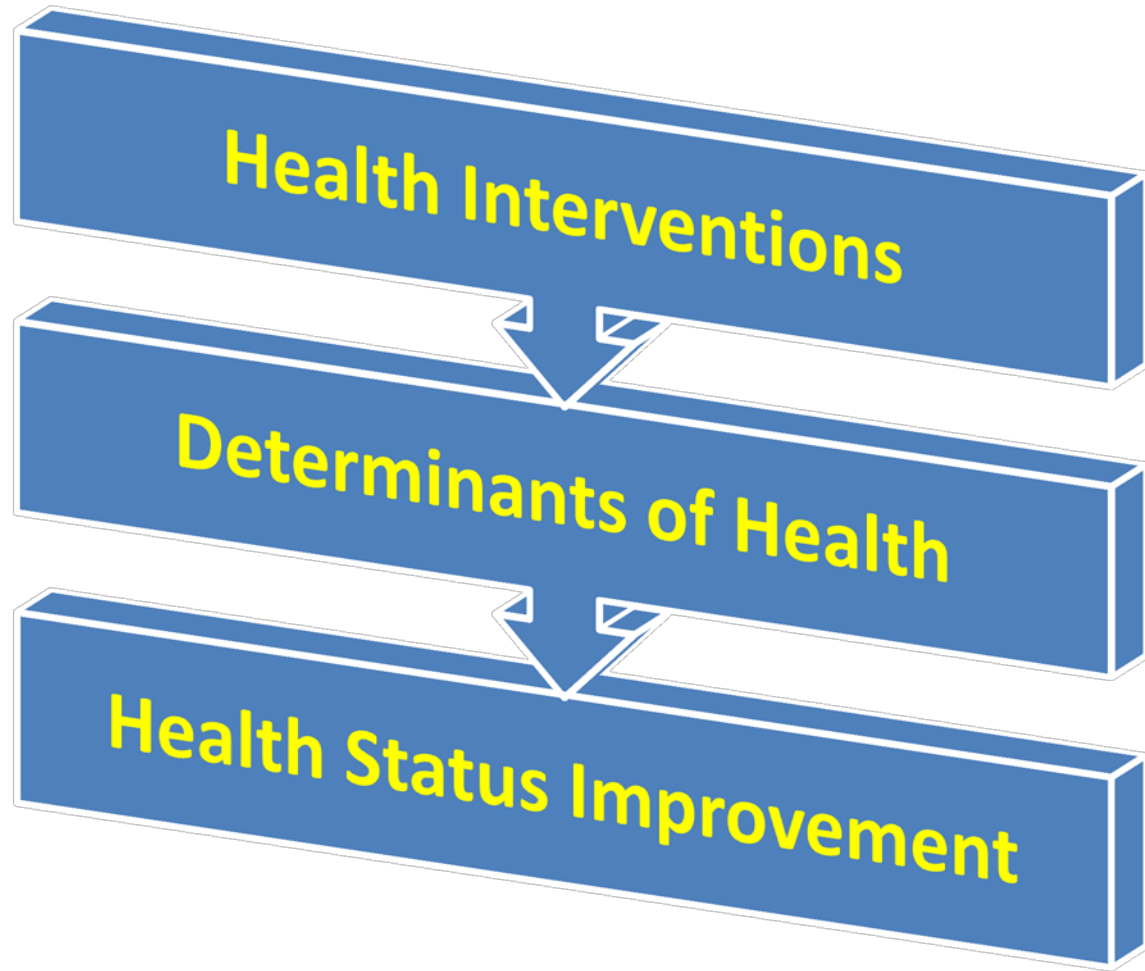 Health Interventions
Determinants of Health
Health Status Improvement